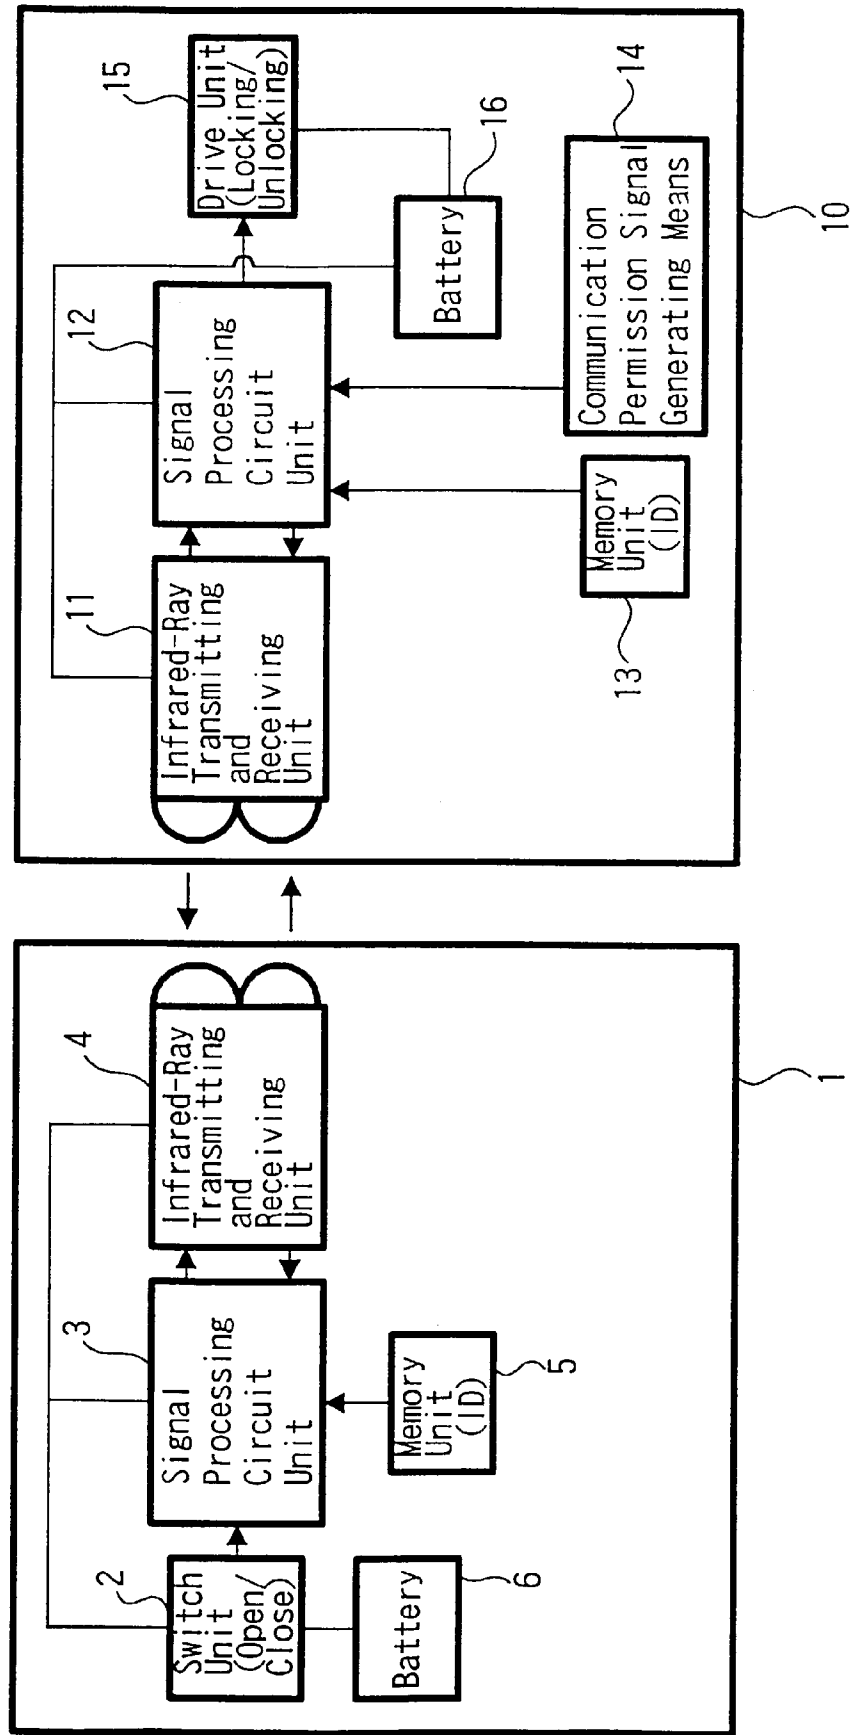 2
Switch
Unit
(Open/
Close)
Battery
6
3
Signal
Processing
Circuit
Unit
Memory
Unit
(ID)
5
4
Infrared-Ray
Transmitting
and
Receiving
Unit
1
11
Infrared-Ray
Transmitting
and
Receiving
Unit
12
Signal
Processing
Circuit
Unit
Memory
Unit
(ID)
13
15
Drive Unit
(Locking/
Unlocking)
Battery
16
Communication
Permission Signal
Generating Means
14
10